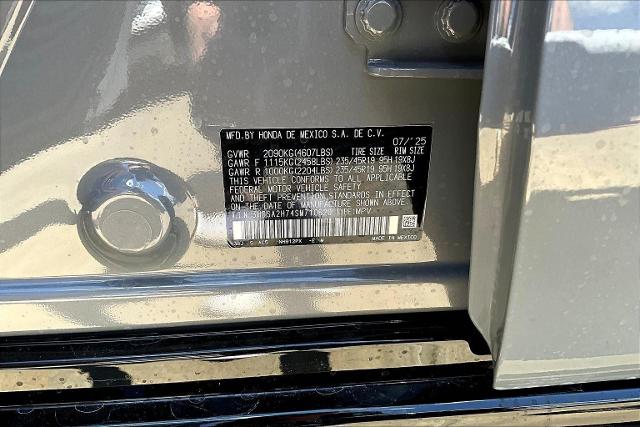 MFD.BY HONDA DE MEXICO S.A. DE C.V.
07/'25
GVWR 2090KG(4607LBS) TIRE SIZE RIM SIZE
GAWR F 1115KG(2458LBS) 235/45R19 95H 19X8J
GAWR R 1000KG(2204LBS) 235/45R19 95H 19X8J
THIS VEHICLE CONFORMS TO ALL APPLICABLE
FEDERAL MOTOR VEHICLE SAFETY
AND THEFT PREVENTION STANDARDS IN EFFECT ON
THE DATE OF MANUFACTURE SHOWN ABOVE.
TYPE:MPV
MADE IN MEXICO